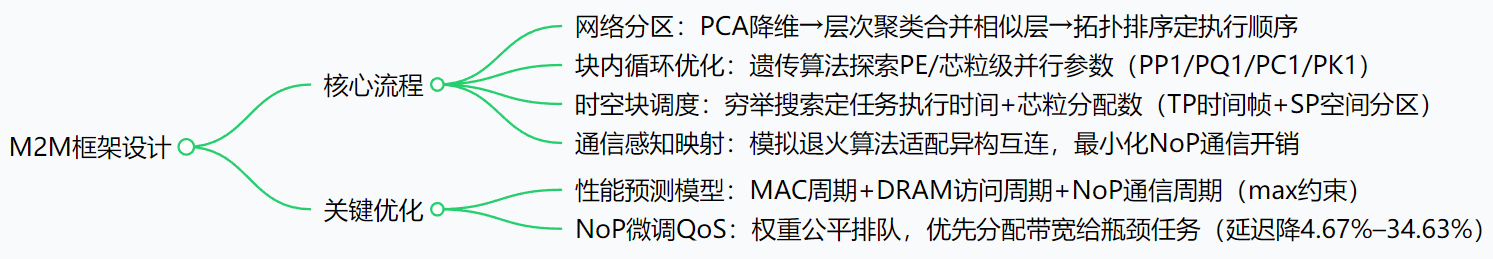 M2M框架设计
核心流程
网络分区：PCA降维→层次聚类合并相似层→拓扑排序定执行顺序
块内循环优化：遗传算法探索PE/芯粒级并行参数（PP1/PQ1/PC1/PK1）
时空块调度：穷举搜索定任务执行时间+芯粒分配数（TP时间帧+SP空间分区）
通信感知映射：模拟退火算法适配异构互连，最小化NoP通信开销
关键优化
性能预测模型：MAC周期+DRAM访问周期+NoP通信周期（max约束）
NoP微调QoS：权重公平排队，优先分配带宽给瓶颈任务（延迟降4.67%–34.63%）